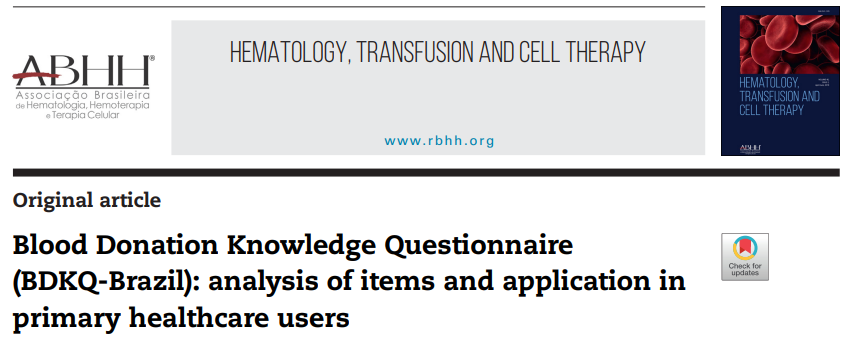 ABHH®
Associação Brasileira
de Hematologia, Hemoterapia
e Terapia Celular
HEMATOLOGY, TRANSFUSION AND CELL THERAPY
www.rbhh.org
HEMATOLOGY,
TRANSFUSION AND
CELL THERAPY
ABHH
Original article
Blood Donation Knowledge Questionnaire
(BDKQ-Brazil): analysis of items and application in
primary healthcare users
Check for
updates